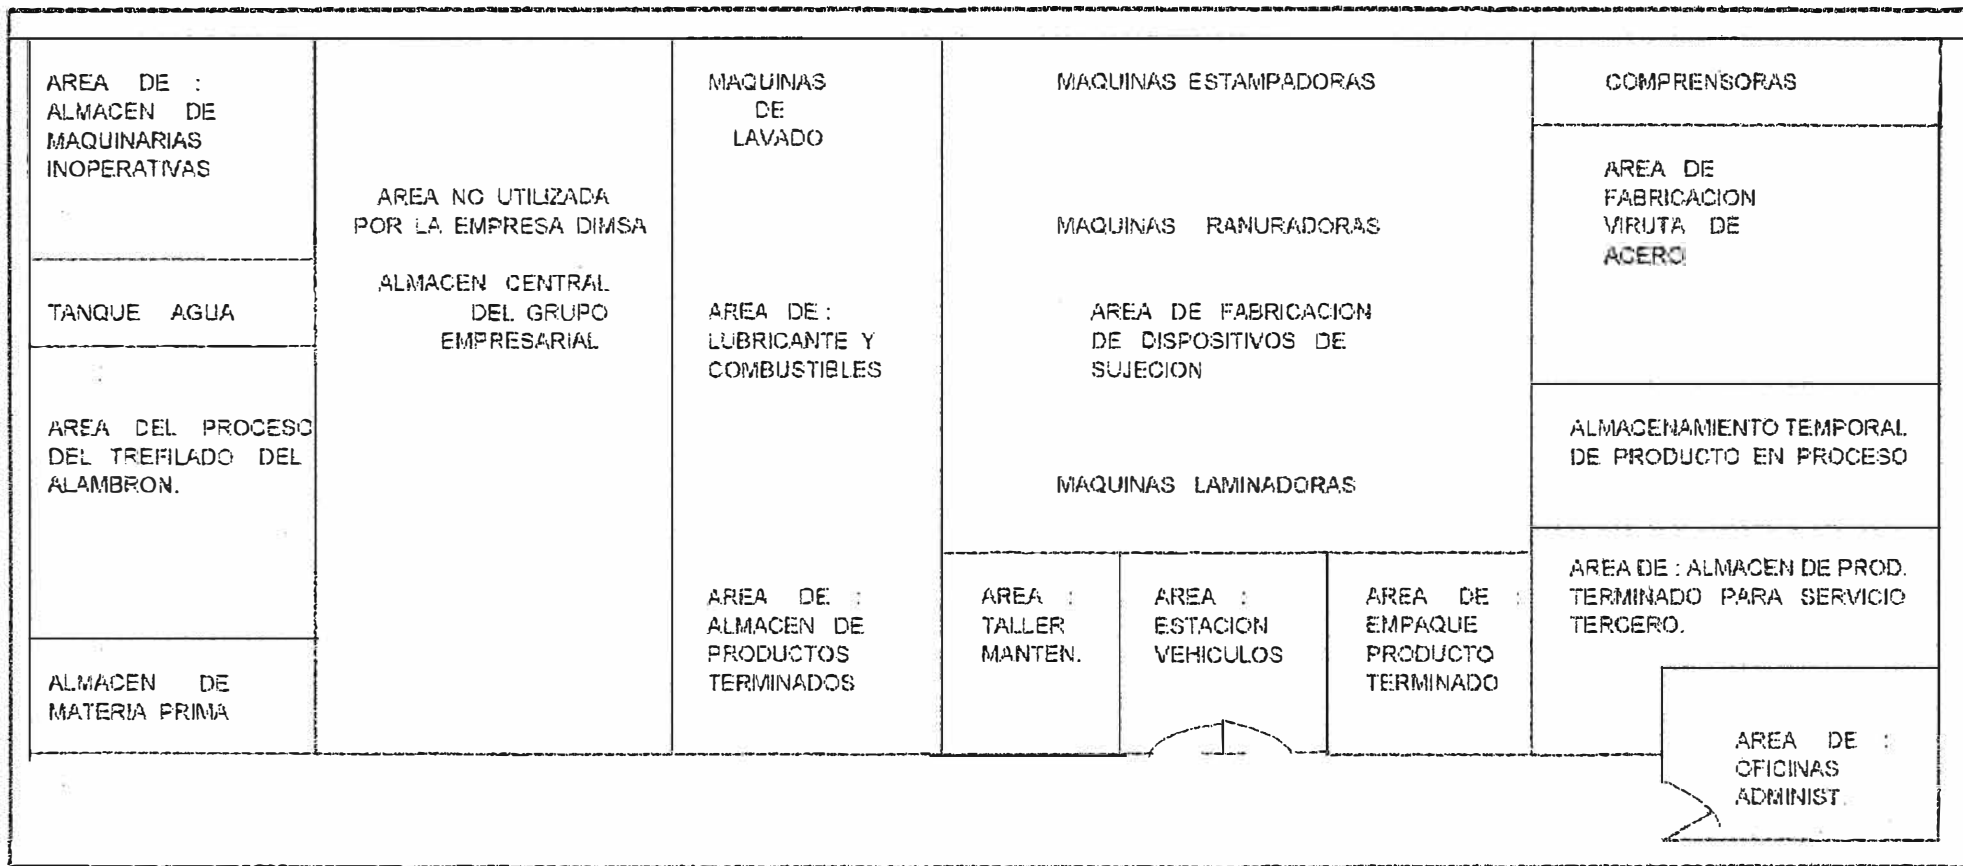 AREA DE :
ALMACEN DE
MAQUINARIAS
INOPERATIVAS
TANQUE AGUA
AREA DEL PROCESO
DEL TREFILADO DEL
ALAMBRON.
ALMACEN DE
MATERIA PRIMA
AREA NO UTILIZADA
POR LA EMPRESA DIMSA
ALMACEN CENTRAL
DEL GRUPO
EMPRESARIAL
MAQUINAS
DE
LAVADO
AREA DE :
LUBRICANTE Y
COMBUSTIBLES
AREA DE :
ALMACEN DE
PRODUCTOS
TERMINADOS
MAQUINAS ESTAMPADORAS
MAQUINAS RANURADORAS
AREA DE FABRICACION
DE DISPOSITIVOS DE
SUJECION
MAQUINAS LAMINADORAS
AREA :
TALLER
MANTEN.
AREA :
ESTACION
VEHICULOS
AREA DE :
EMPAQUE
PRODUCTO
TERMINADO
COMPRENSORAS
AREA DE
FABRICACION
VIRUTA DE
ACERO
ALMACENAMIENTO TEMPORAL
DE PRODUCTO EN PROCESO
AREA DE : ALMACEN DE PROD.
TERMINADO PARA SERVICIO
TERCERO.
AREA DE :
OFICINAS
ADMINIST.